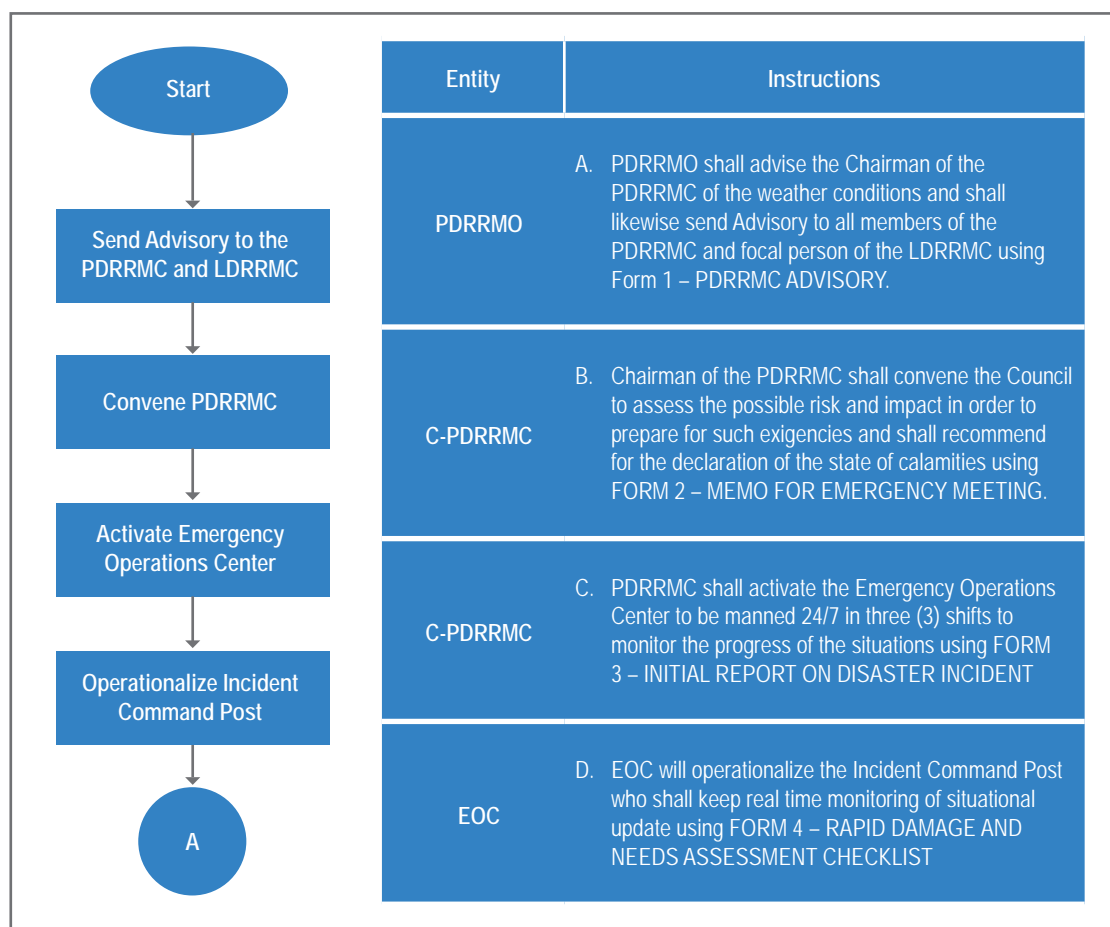 Start
Send Advisory to the
PDRRMC and LDRRMC
Convene PDRRMC
Activate Emergency
Operations Center
Operationalize Incident
Command Post
A
Entity
Instructions
PDRRMO
A. PDRRMO shall advise the Chairman of the
PDRRMC of the weather conditions and shall
likewise send Advisory to all members of the
PDRRMC and focal person of the LDRRMC using
Form 1 – PDRRMC ADVISORY.
C-PDRRMC
B. Chairman of the PDRRMC shall convene the Council
to assess the possible risk and impact in order to
prepare for such exigencies and shall recommend
for the declaration of the state of calamities using
FORM 2 – MEMO FOR EMERGENCY MEETING.
C-PDRRMC
C. PDRRMC shall activate the Emergency Operations
Center to be manned 24/7 in three (3) shifts to
monitor the progress of the situations using FORM
3 – INITIAL REPORT ON DISASTER INCIDENT
EOC
D. EOC will operationalize the Incident Command Post
who shall keep real time monitoring of situational
update using FORM 4 – RAPID DAMAGE AND
NEEDS ASSESSMENT CHECKLIST